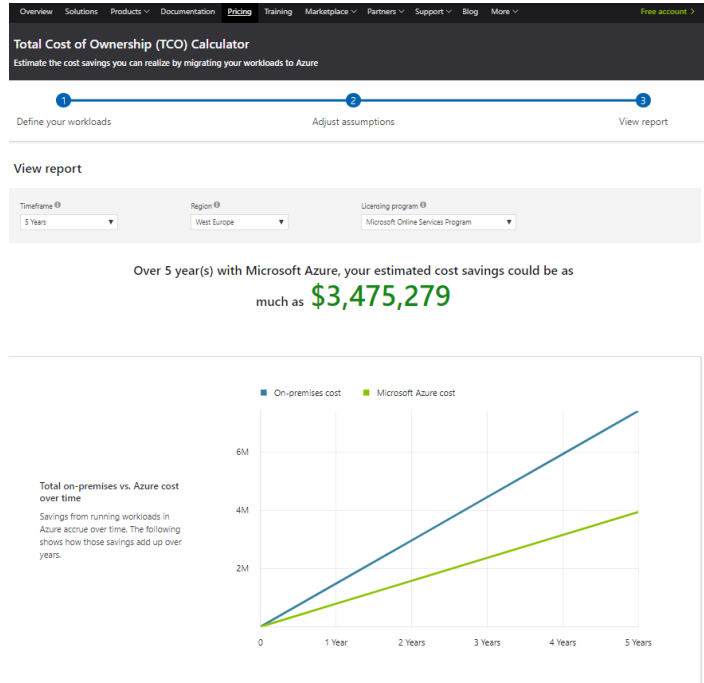 Overview Solutions Products Documentation Pricing Training Marketplace Partners Support Blog More Free account
Total Cost of Ownership (TCO) Calculator
Estimate the cost savings you can realize by migrating your workloads to Azure
1 2 3
Define your workloads Adjust assumptions View report
View report
Timeframe Region Licensing program
5 Years West Europe Microsoft Online Services Program
Over 5 year(s) with Microsoft Azure, your estimated cost savings could be as
much as $3,475,279
On-premises cost Microsoft Azure cost
6M
4M
2M
Total on-premises vs. Azure cost
over time
Savings from running workloads in
Azure accrue over time. The following
shows how those savings add up over
years.
0 1 Year 2 Years 3 Years 4 Years 5 Years